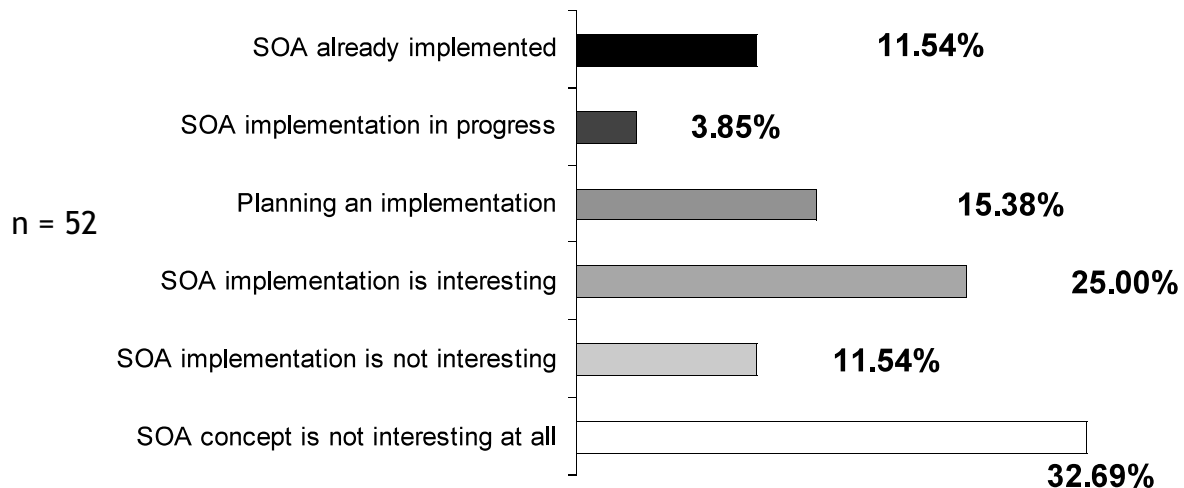 SOA already implemented 11.54%
SOA implementation in progress 3.85%
Planning an implementation 15.38%
n = 52
SOA implementation is interesting 25.00%
SOA implementation is not interesting 11.54%
SOA concept is not interesting at all
32.69%